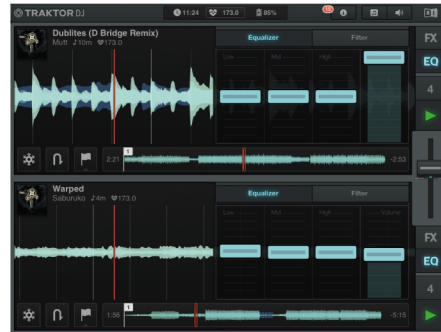 TRAKTOR DJ 11:24 173.0 85%
Dublites (D Bridge Remix)
Mutt ♪10m 173.0
Equalizer Filter FX
Low Mid High
EQ
4
1
2:21 -2:53
Warped
Saburuko ♪4m 173.0
Equalizer Filter FX
Low Mid High Volume
EQ
4
1
1:56 -5:15